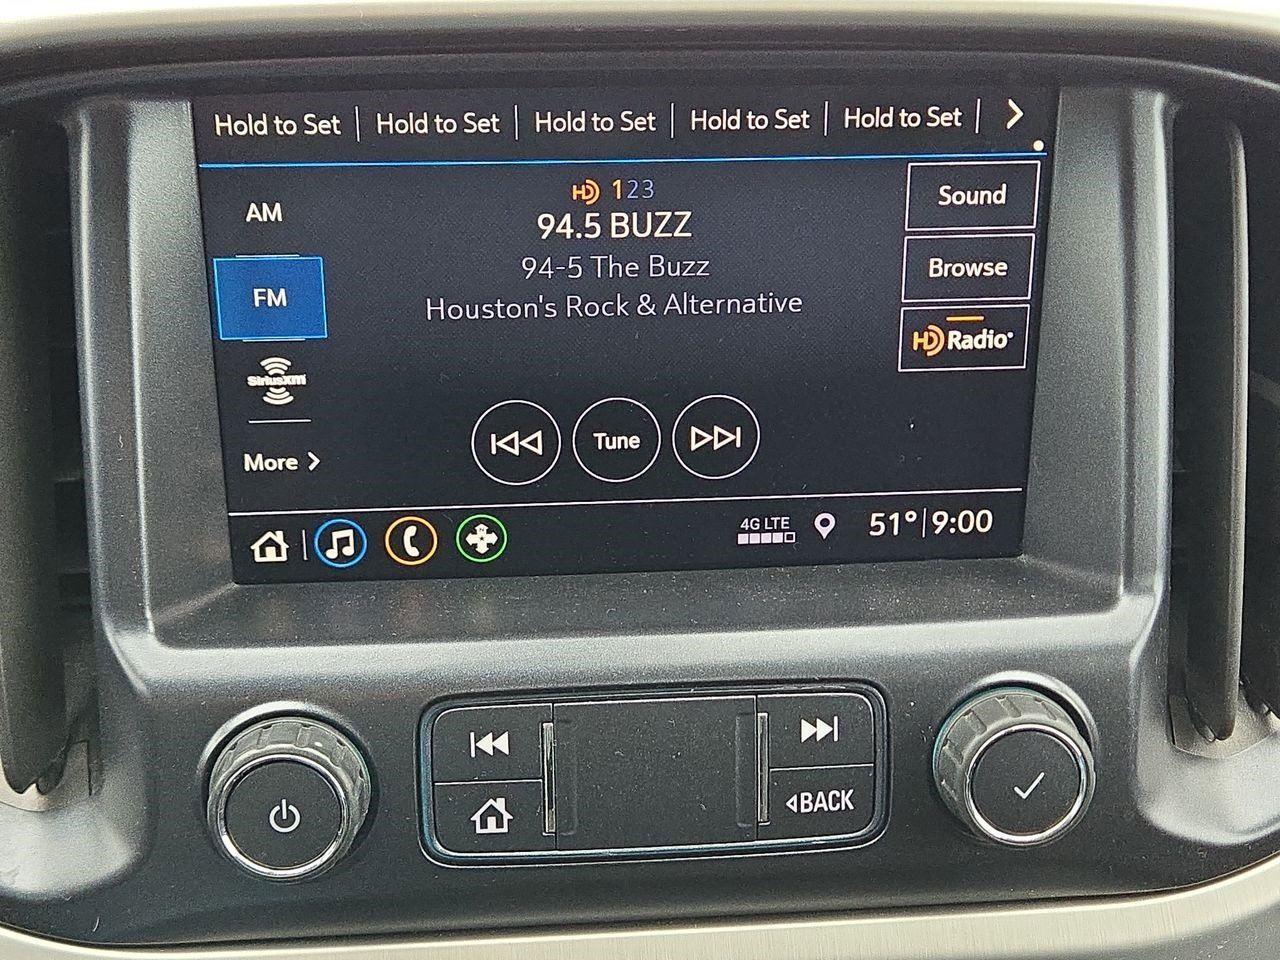 Hold to Set | Hold to Set | Hold to Set | Hold to Set | Hold to Set |
AM
FM
SiriusXM
More
HD 123
94.5 BUZZ
94-5 The Buzz
Houston's Rock & Alternative
Tune
Sound
Browse
HD Radio
4G LTE
51° | 9:00
BACK